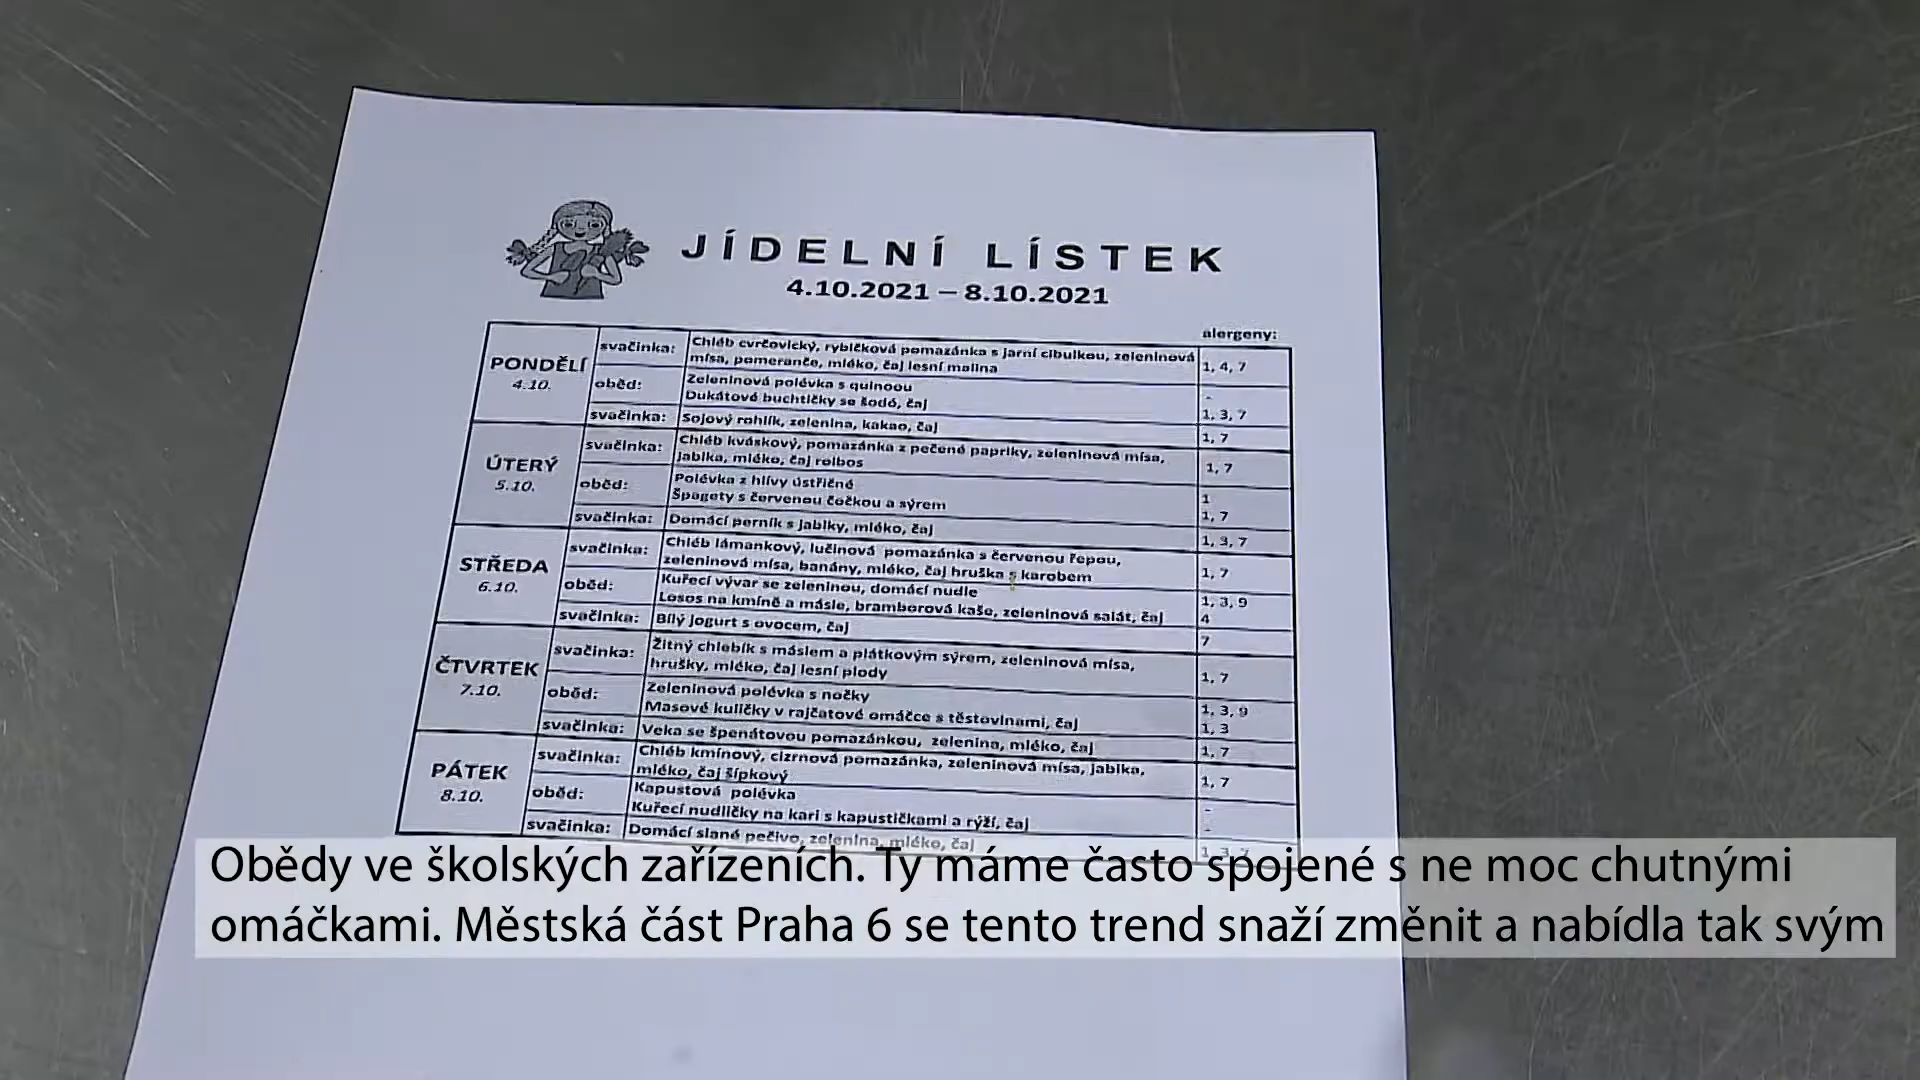 JÍDELNÍ LÍSTEK
4.10.2021 – 8.10.2021
alergeny:
PONDĚLÍ
4.10.
svačinka:
Chléb cvrčovický, rybičková pomazánka s jarní cibulkou, zeleninová
mísa, pomeranče, mléko, čaj lesní malina
1, 4, 7
oběd:
Zeleninová polévka s quinoou
-
Dukátové buchtičky se šodó, čaj
1, 3, 7
svačinka:
Sojový rohlík, zelenina, kakao, čaj
1, 7
ÚTERÝ
5.10.
svačinka:
Chléb kváskový, pomazánka z pečené papriky, zeleninová mísa,
jablka, mléko, čaj roibos
1, 7
oběd:
Polévka z hlívy ústřičné
1
Špagety s červenou čočkou a sýrem
1, 7
svačinka:
Domácí perník s jablky, mléko, čaj
1, 3, 7
STŘEDA
6.10.
svačinka:
Chléb lámankový, lučinová pomazánka s červenou řepou,
zeleninová mísa, banány, mléko, čaj hruška s karobem
1, 7
oběd:
Kuřecí vývar se zeleninou, domácí nudle
1, 3, 9
Losos na kmíně a másle, bramborová kaše, zeleninová salát, čaj
4
svačinka:
Bílý jogurt s ovocem, čaj
7
ČTVRTEK
7.10.
svačinka:
Žitný chlebík s máslem a plátkovým sýrem, zeleninová mísa,
hrušky, mléko, čaj lesní plody
1, 7
oběd:
Zeleninová polévka s nočky
1, 3, 9
Masové kuličky v rajčatové omáčce s těstovinami, čaj
1, 3
svačinka:
Veka se špenátovou pomazánkou, zelenina, mléko, čaj
1, 7
PÁTEK
8.10.
svačinka:
Chléb kmínový, cizrnová pomazánka, zeleninová mísa, jablka,
mléko, čaj šípkový
1, 7
oběd:
Kapustová polévka
-
Kuřecí nudličky na kari s kapustičkami a rýží, čaj
-
svačinka:
Domácí slané pečivo, zelenina, mléko, čaj
1, 3, 7
Obědy ve školských zařízeních. Ty máme často spojené s ne moc chutnými
omáčkami. Městská část Praha 6 se tento trend snaží změnit a nabídla tak svým